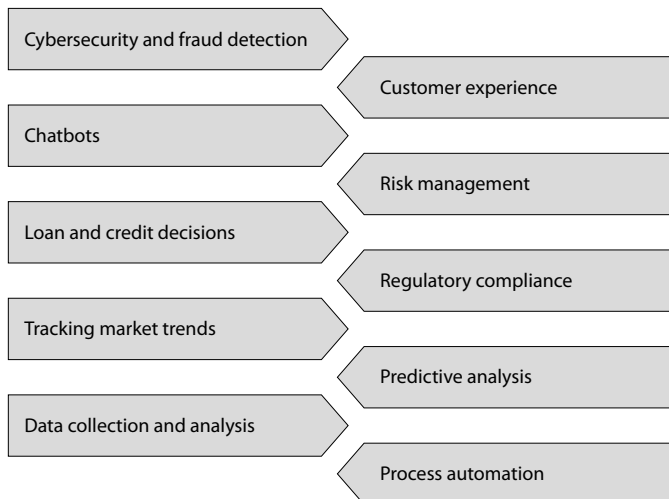 Cybersecurity and fraud detection
Customer experience
Chatbots
Risk management
Loan and credit decisions
Regulatory compliance
Tracking market trends
Predictive analysis
Data collection and analysis
Process automation